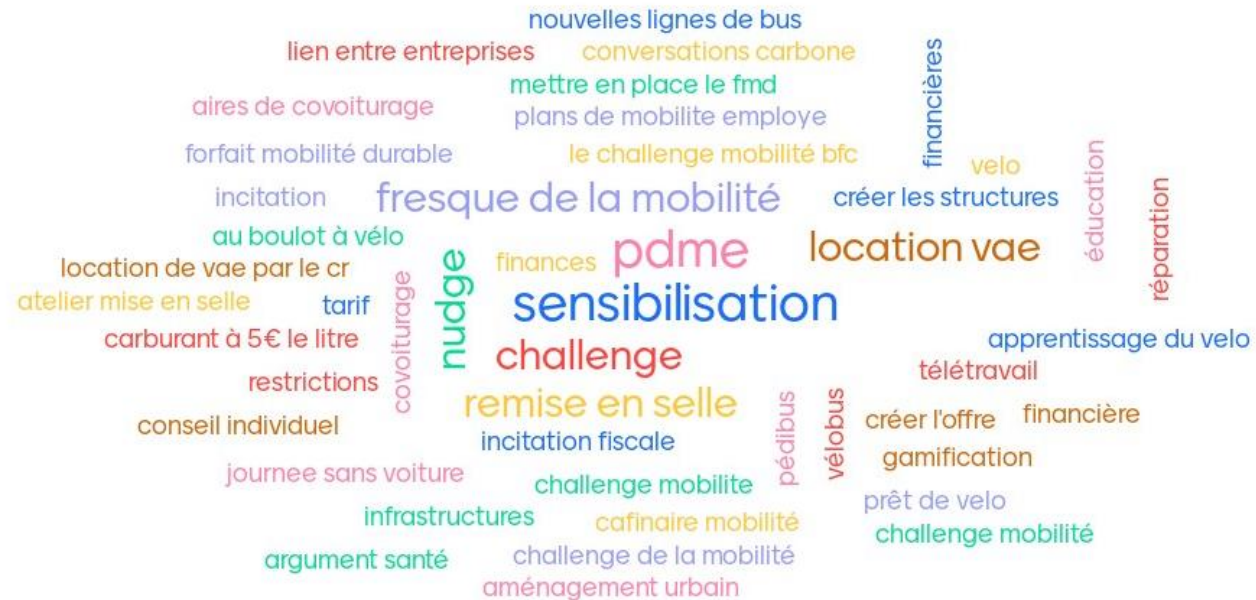 nouvelles lignes de bus
lien entre entreprises
conversations carbone
mettre en place le fmd
financières
aires de covoiturage
plans de mobilite employe
forfait mobilité durable
le challenge mobilité bfc
velo
éducation
incitation
fresque de la mobilité
créer les structures
réparation
au boulot à vélo
nudge
finances
pdme
location vae
location de vae par le cr
atelier mise en selle
tarif
covoiturage
sensibilisation
carburant à 5€ le litre
challenge
apprentissage du velo
restrictions
télétravail
remise en selle
pédibus
vélobus
créer l'offre
financière
conseil individuel
incitation fiscale
gamification
journee sans voiture
challenge mobilite
prêt de velo
infrastructures
cafinaire mobilité
challenge mobilité
argument santé
challenge de la mobilité
aménagement urbain